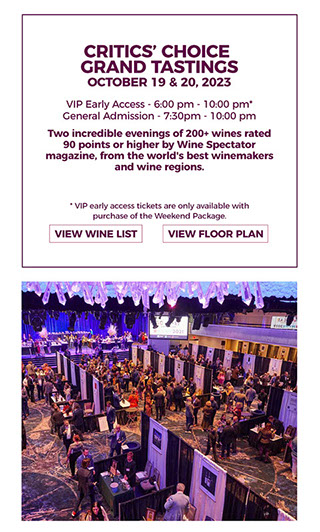 CRITICS' CHOICE
GRAND TASTINGS
OCTOBER 19 & 20, 2023
VIP Early Access - 6:00 pm - 10:00 pm*
General Admission - 7:30pm - 10:00 pm
Two incredible evenings of 200+ wines rated
90 points or higher by Wine Spectator
magazine, from the world's best winemakers
and wine regions.
* VIP early access tickets are only available with
purchase of the Weekend Package.
VIEW WINE LIST
VIEW FLOOR PLAN